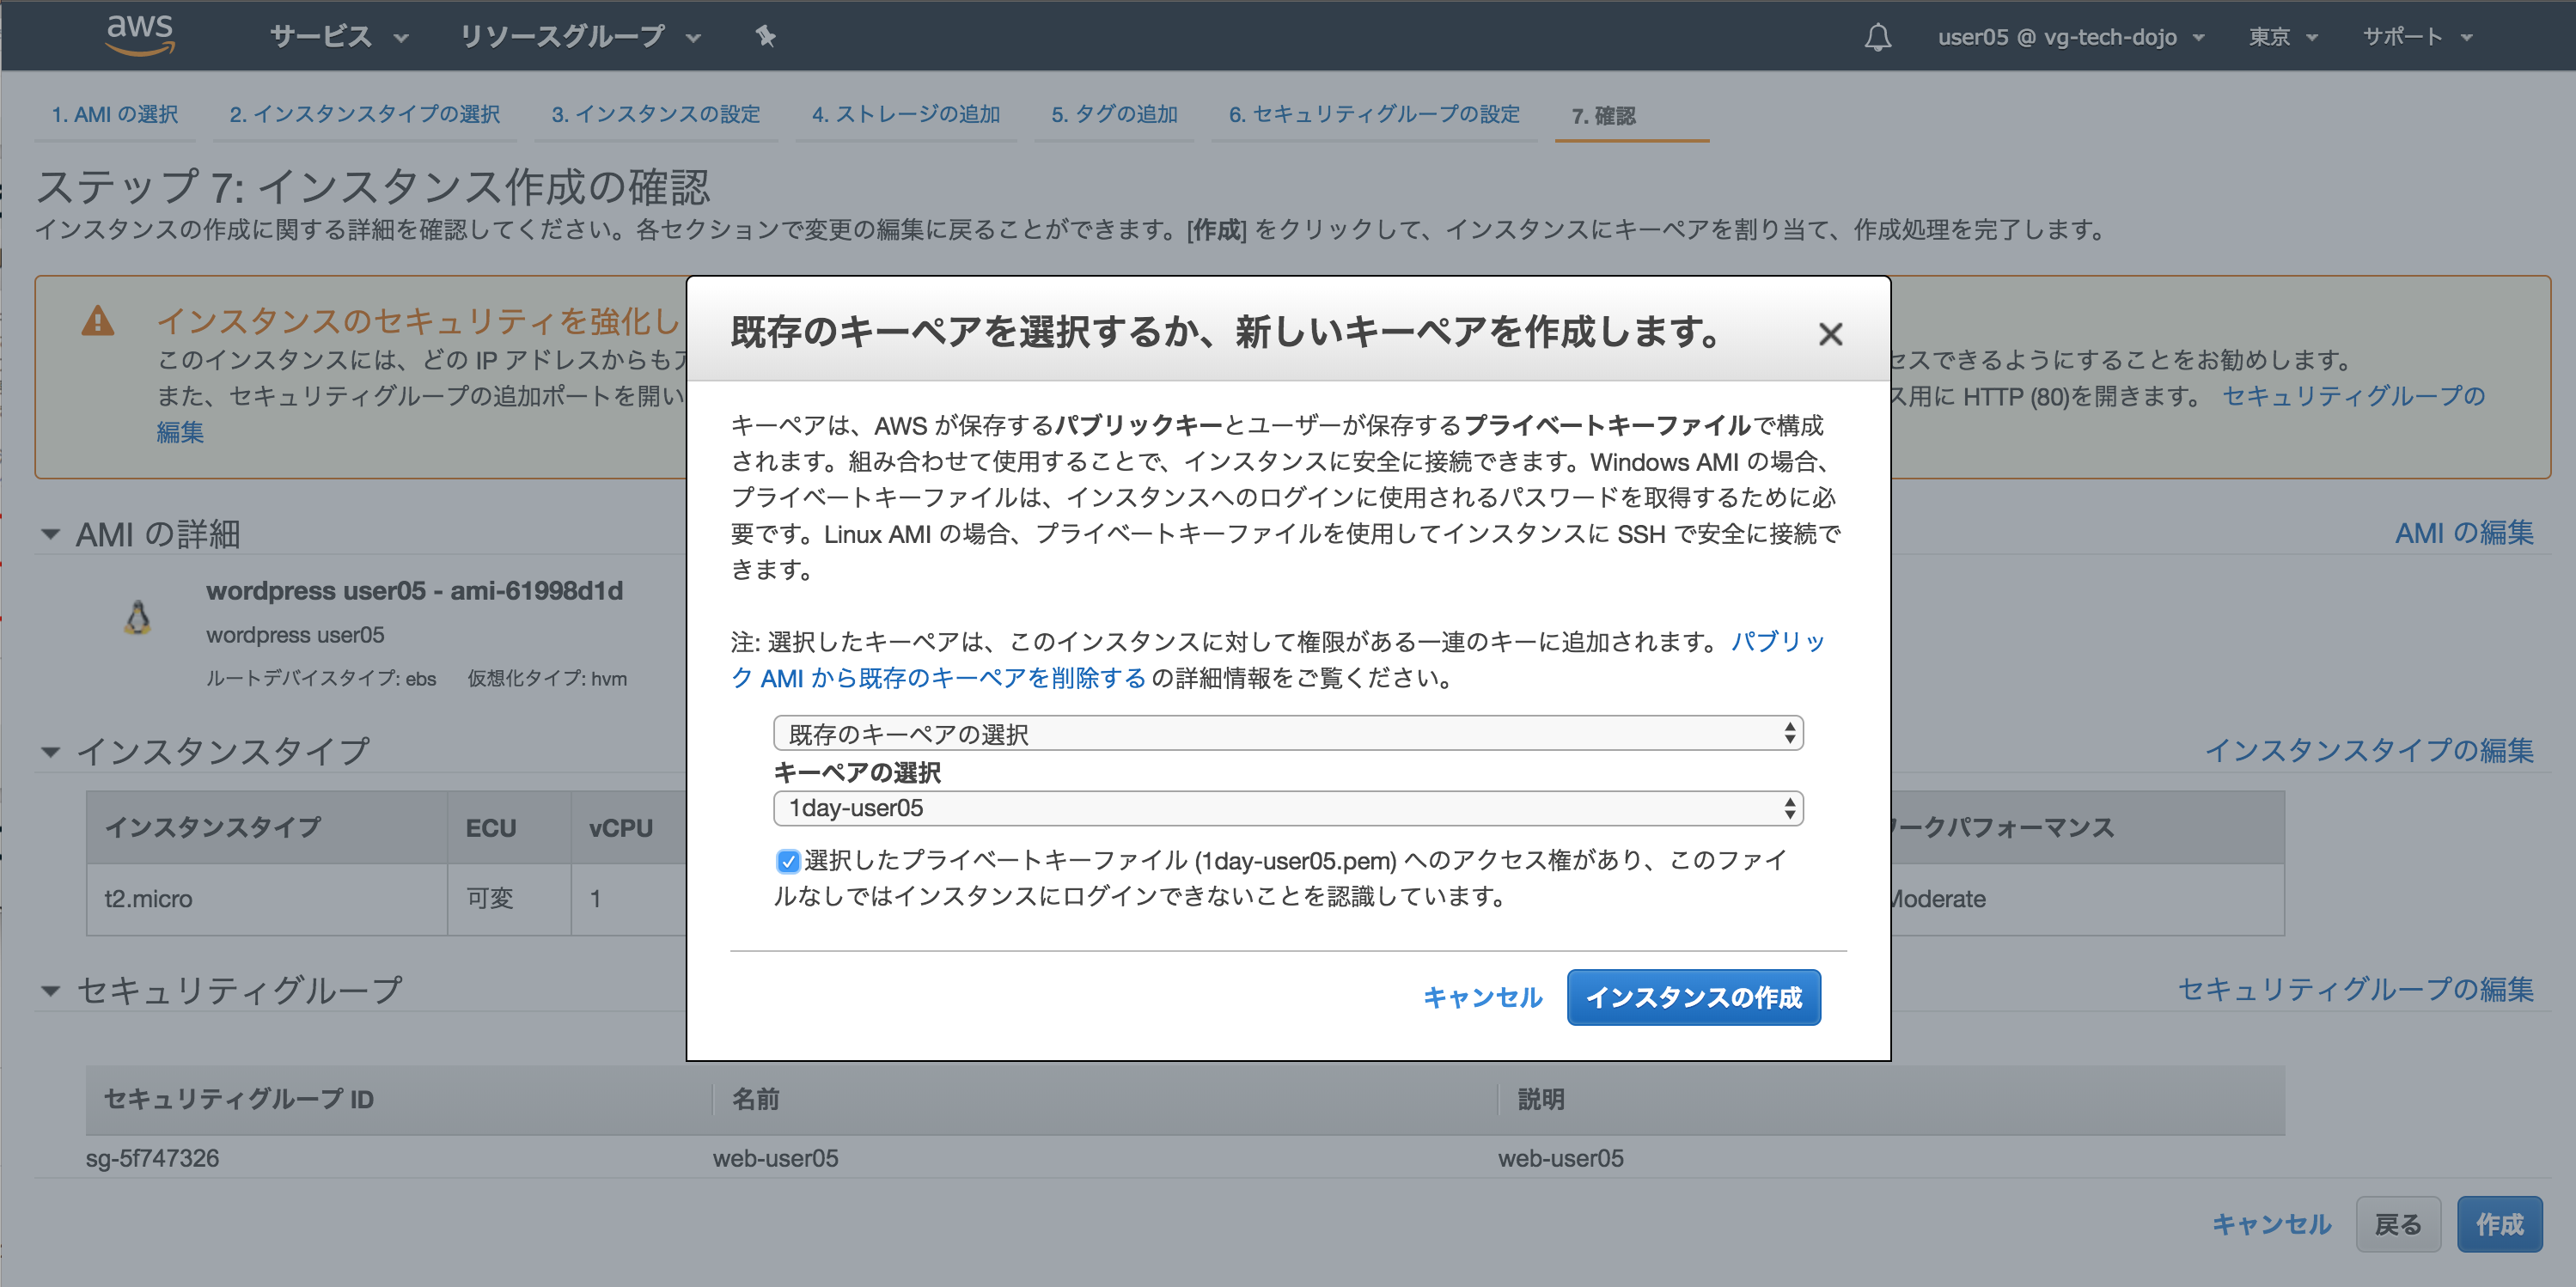 aws サービス リソースグループ user05 @ vg-tech-dojo 東京 サポート
1. AMI の選択 2. インスタンスタイプの選択 3. インスタンスの設定 4. ストレージの追加 5. タグの追加 6. セキュリティグループの設定 7. 確認
ステップ 7: インスタンス作成の確認
インスタンスの作成に関する詳細を確認してください。各セクションで変更の編集に戻ることができます。[作成] をクリックして、インスタンスにキーペアを割り当て、作成処理を完了します。
インスタンスのセキュリティを強化し
このインスタンスには、どの IP アドレスからもア
セスできるようにすることをお勧めします。
また、セキュリティグループの追加ポートを開い
ス用に HTTP (80)を開きます。 セキュリティグループの
編集
既存のキーペアを選択するか、新しいキーペアを作成します。
キーペアは、AWS が保存するパブリックキーとユーザーが保存するプライベートキーファイルで構成
されます。組み合わせて使用することで、インスタンスに安全に接続できます。Windows AMI の場合、
プライベートキーファイルは、インスタンスへのログインに使用されるパスワードを取得するために必
要です。Linux AMI の場合、プライベートキーファイルを使用してインスタンスに SSH で安全に接続で
きます。
注: 選択したキーペアは、このインスタンスに対して権限がある一連のキーに追加されます。 パブリッ
ク AMI から既存のキーペアを削除する の詳細情報をご覧ください。
既存のキーペアの選択
キーペアの選択
1day-user05
選択したプライベートキーファイル (1day-user05.pem) へのアクセス権があり、このファイ
ルなしではインスタンスにログインできないことを認識しています。
キャンセル インスタンスの作成
AMI の詳細 AMI の編集
wordpress user05 - ami-61998d1d
wordpress user05
ルートデバイスタイプ: ebs 仮想化タイプ: hvm
インスタンスタイプ インスタンスタイプの編集
インスタンスタイプ ECU vCPU ワークパフォーマンス
t2.micro 可変 1 Moderate
セキュリティグループ セキュリティグループの編集
セキュリティグループ ID 名前 説明
sg-5f747326 web-user05 web-user05
キャンセル 戻る 作成